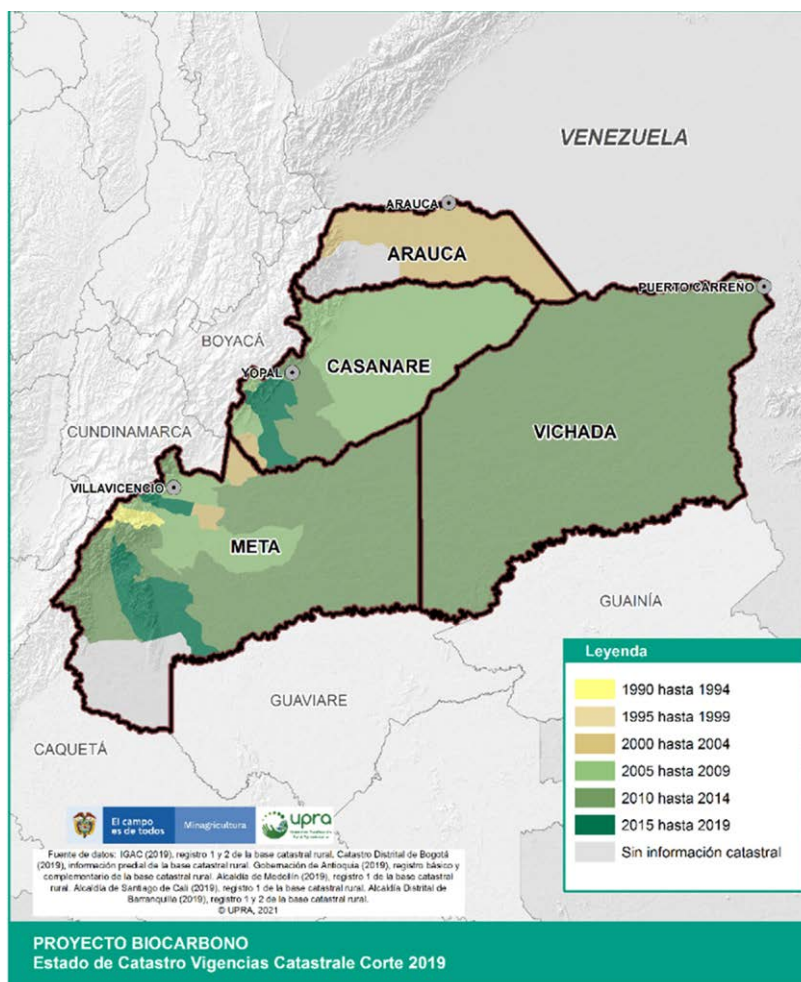 VENEZUELA
ARAUCA
ARAUCA
PUERTO CARREÑO
BOYACÁ
CASANARE
YOPAL
VICHADA
CUNDINAMARCA
VILLAVICENCIO
META
GUAINÍA
GUAVIARE
CAQUETÁ
Leyenda
1990 hasta 1994
1995 hasta 1999
2000 hasta 2004
2005 hasta 2009
2010 hasta 2014
2015 hasta 2019
Sin información catastral
El campo
es de todos
Minagricultura
upra
Fuente de datos: IGAC (2019), registro 1 y 2 de la base catastral rural. Catastro Distrital de Bogotá
(2019), información predial de la base catastral rural. Gobernación de Antioquia (2019), registro básico y
complementario de la base catastral rural. Alcaldía de Medellín (2019), registro 1 de la base catastral
rural. Alcaldía de Santiago de Cali (2019), registro 1 de la base catastral rural. Alcaldía Distrital de
Barranquilla (2019), registro 1 y 2 de la base catastral rural.
© UPRA, 2021
PROYECTO BIOCARBONO
Estado de Catastro Vigencias Catastrale Corte 2019